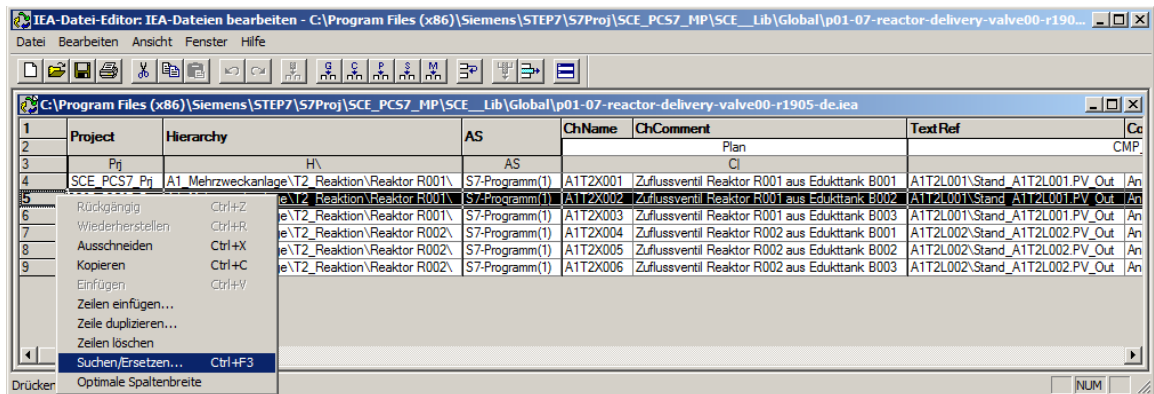 IEA-Datei-Editor: IEA-Dateien bearbeiten - C:\Program Files (x86)\Siemens\STEP7\S7Proj\SCE_PCS7_MP\SCE__Lib\Global\p01-07-reactor-delivery-valve00-r190...
Datei Bearbeiten Ansicht Fenster Hilfe
U G C P S M
C:\Program Files (x86)\Siemens\STEP7\S7Proj\SCE_PCS7_MP\SCE__Lib\Global\p01-07-reactor-delivery-valve00-r1905-de.iea
1 Project Hierarchy AS ChName ChComment TextRef Co
2 Plan CMP_
3 Prj H\ AS C|
4 SCE_PCS7_Prj A1_Mehrzweckanlage\T2_Reaktion\Reaktor R001\ S7-Programm(1) A1T2X001 Zuflussventil Reaktor R001 aus Edukttank B001 A1T2L001\Stand_A1T2L001.PV_Out An
5 ge\T2_Reaktion\Reaktor R001\ S7-Programm(1) A1T2X002 Zuflussventil Reaktor R001 aus Edukttank B002 A1T2L001\Stand_A1T2L001.PV_Out An
6 ge\T2_Reaktion\Reaktor R001\ S7-Programm(1) A1T2X003 Zuflussventil Reaktor R001 aus Edukttank B003 A1T2L001\Stand_A1T2L001.PV_Out An
7 ge\T2_Reaktion\Reaktor R002\ S7-Programm(1) A1T2X004 Zuflussventil Reaktor R002 aus Edukttank B001 A1T2L002\Stand_A1T2L002.PV_Out An
8 ge\T2_Reaktion\Reaktor R002\ S7-Programm(1) A1T2X005 Zuflussventil Reaktor R002 aus Edukttank B002 A1T2L002\Stand_A1T2L002.PV_Out An
9 ge\T2_Reaktion\Reaktor R002\ S7-Programm(1) A1T2X006 Zuflussventil Reaktor R002 aus Edukttank B003 A1T2L002\Stand_A1T2L002.PV_Out An
Rückgängig Ctrl+Z
Wiederherstellen Ctrl+R
Ausschneiden Ctrl+X
Kopieren Ctrl+C
Einfügen Ctrl+V
Zeilen einfügen...
Zeile duplizieren...
Zeilen löschen
Suchen/Ersetzen... Ctrl+F3
Optimale Spaltenbreite
Drücken NUM